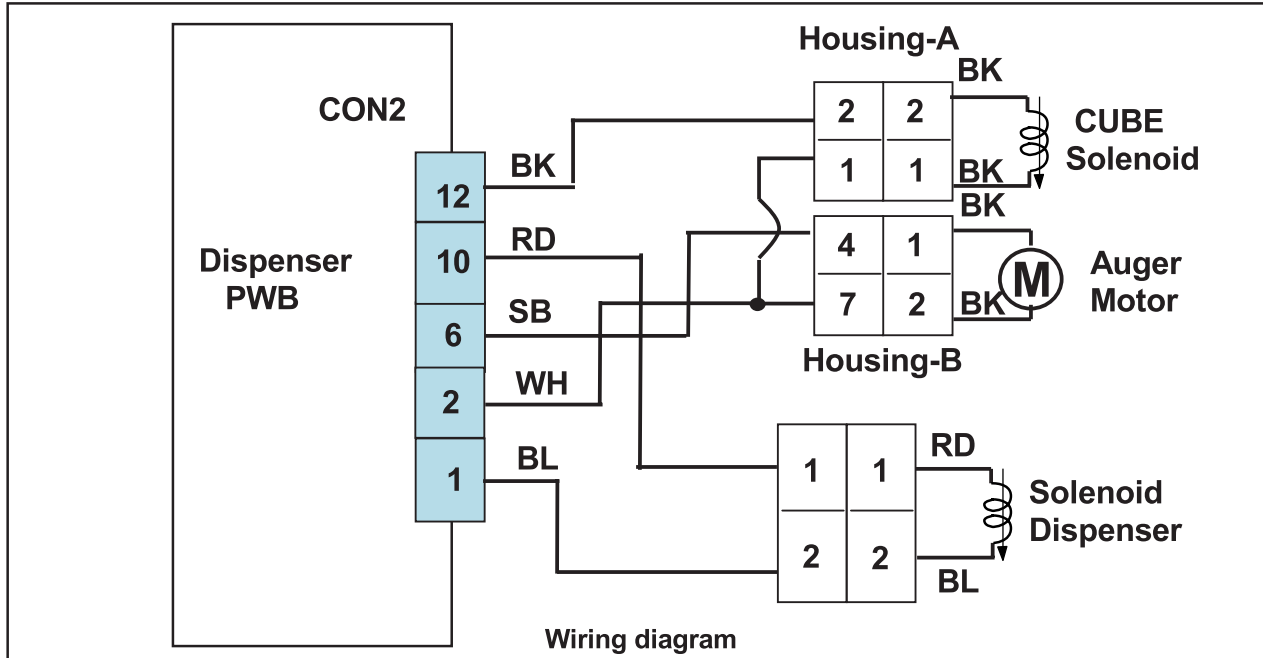 Housing-A
BK
CON2
2 2
CUBE
Solenoid
BK
12
1 1
BK
BK
RD
Dispenser
PWB
10
4 1
M
Auger
Motor
SB
6
7 2
BK
Housing-B
WH
2
BL
1
1 1
RD
Solenoid
Dispenser
2 2
BL
Wiring diagram